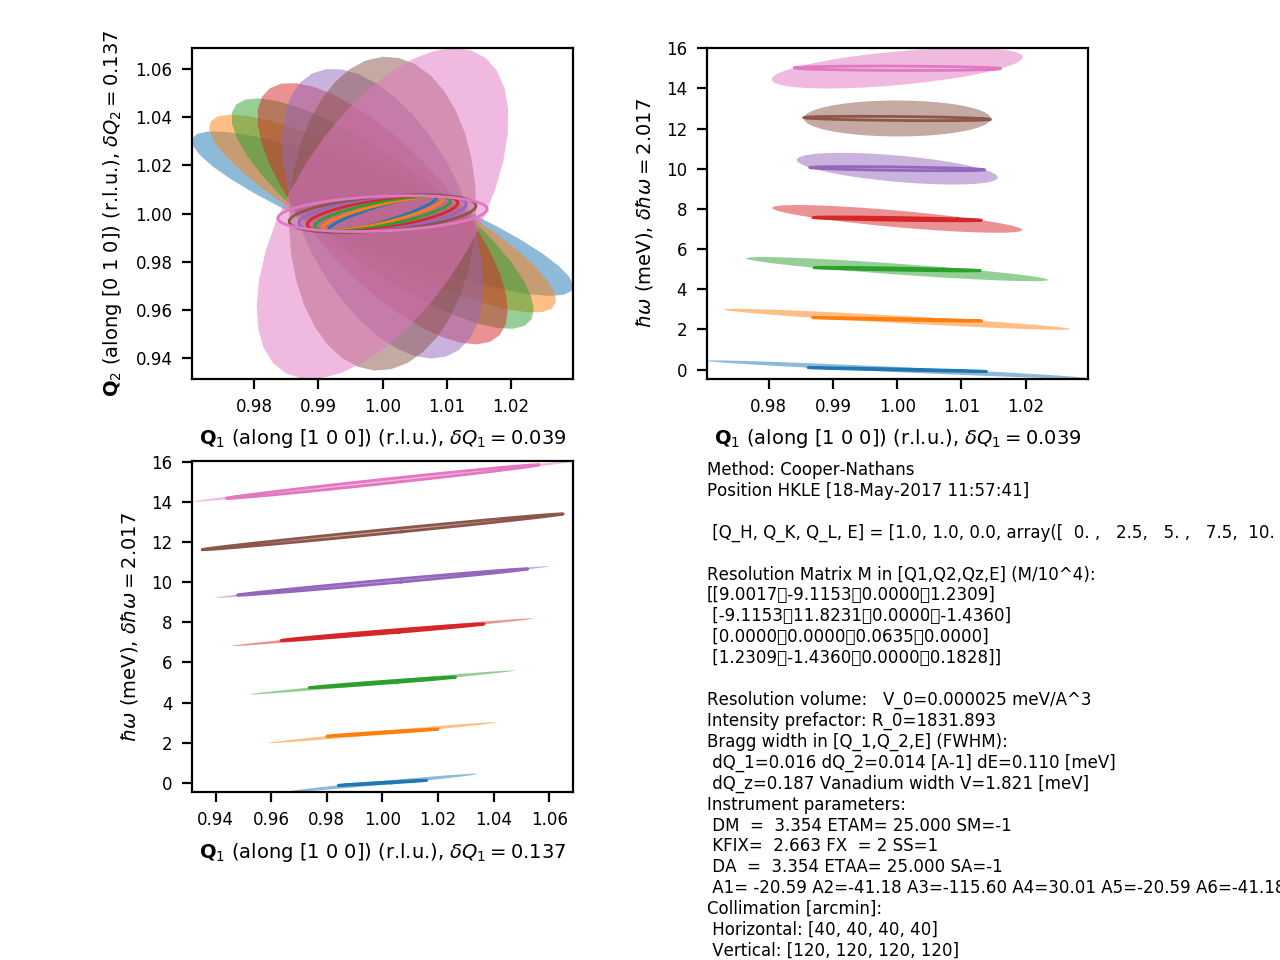 1.06
1.04
1.02
1.00
0.98
0.96
0.94
Q₂ (along [0 1 0]) (r.l.u.), δQ₂ = 0.137
0.98 0.99 1.00 1.01 1.02
Q₁ (along [1 0 0]) (r.l.u.), δQ₁ = 0.039
16
14
12
10
8
6
4
2
0
ħω (meV), δħω = 2.017
0.98 0.99 1.00 1.01 1.02
Q₁ (along [1 0 0]) (r.l.u.), δQ₁ = 0.039
16
14
12
10
8
6
4
2
0
ħω (meV), δħω = 2.017
0.94 0.96 0.98 1.00 1.02 1.04 1.06
Q₁ (along [1 0 0]) (r.l.u.), δQ₁ = 0.137
Method: Cooper-Nathans
Position HKLE [18-May-2017 11:57:41]
[Q_H, Q_K, Q_L, E] = [1.0, 1.0, 0.0, array([ 0. , 2.5, 5. , 7.5, 10.
Resolution Matrix M in [Q1,Q2,Qz,E] (M/10^4):
[[9.0017▯-9.1153▯0.0000▯1.2309]
[-9.1153▯11.8231▯0.0000▯-1.4360]
[0.0000▯0.0000▯0.0635▯0.0000]
[1.2309▯-1.4360▯0.0000▯0.1828]]
Resolution volume: V_0=0.000025 meV/A^3
Intensity prefactor: R_0=1831.893
Bragg width in [Q_1,Q_2,E] (FWHM):
dQ_1=0.016 dQ_2=0.014 [A-1] dE=0.110 [meV]
dQ_z=0.187 Vanadium width V=1.821 [meV]
Instrument parameters:
DM = 3.354 ETAM= 25.000 SM=-1
KFIX= 2.663 FX = 2 SS=1
DA = 3.354 ETAA= 25.000 SA=-1
A1= -20.59 A2=-41.18 A3=-115.60 A4=30.01 A5=-20.59 A6=-41.18
Collimation [arcmin]:
Horizontal: [40, 40, 40, 40]
Vertical: [120, 120, 120, 120]